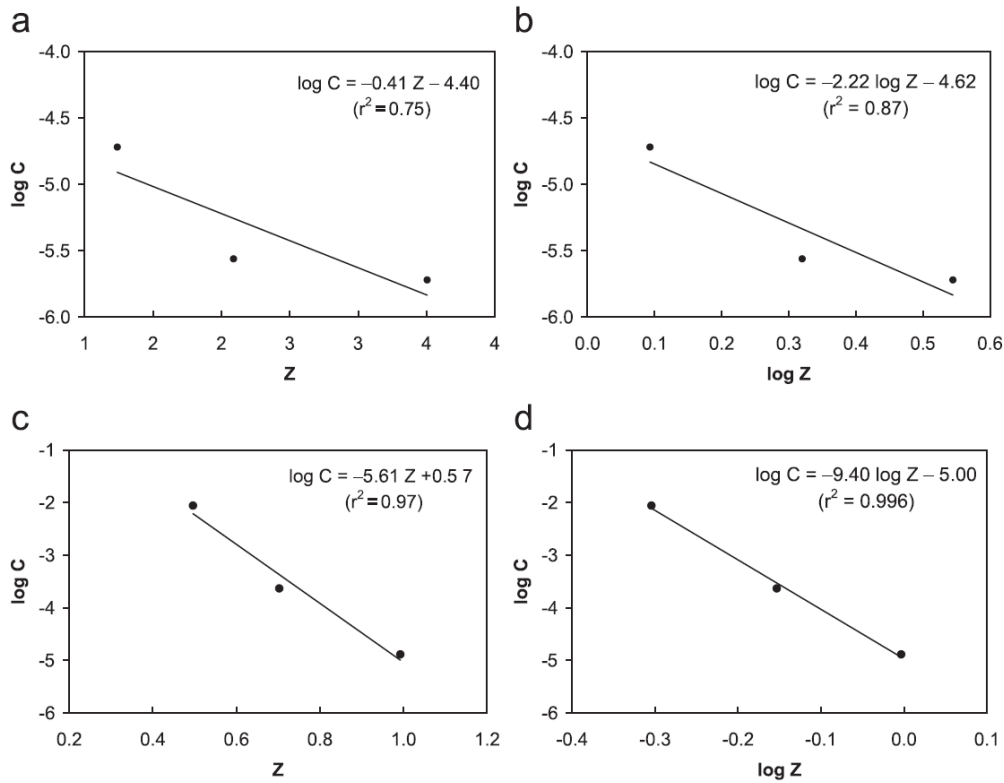 a
log C = –0.41 Z – 4.40
(r² = 0.75)
log C
-4.0
-4.5
-5.0
-5.5
-6.0
1 2 2 3 3 4 4
Z
b
log C = –2.22 log Z – 4.62
(r² = 0.87)
log C
-4.0
-4.5
-5.0
-5.5
-6.0
0.0 0.1 0.2 0.3 0.4 0.5 0.6
log Z
c
log C = –5.61 Z +0.5 7
(r² = 0.97)
log C
-1
-2
-3
-4
-5
-6
0.2 0.4 0.6 0.8 1.0 1.2
Z
d
log C = –9.40 log Z – 5.00
(r² = 0.996)
log C
-1
-2
-3
-4
-5
-6
-0.4 -0.3 -0.2 -0.1 0.0 0.1
log Z